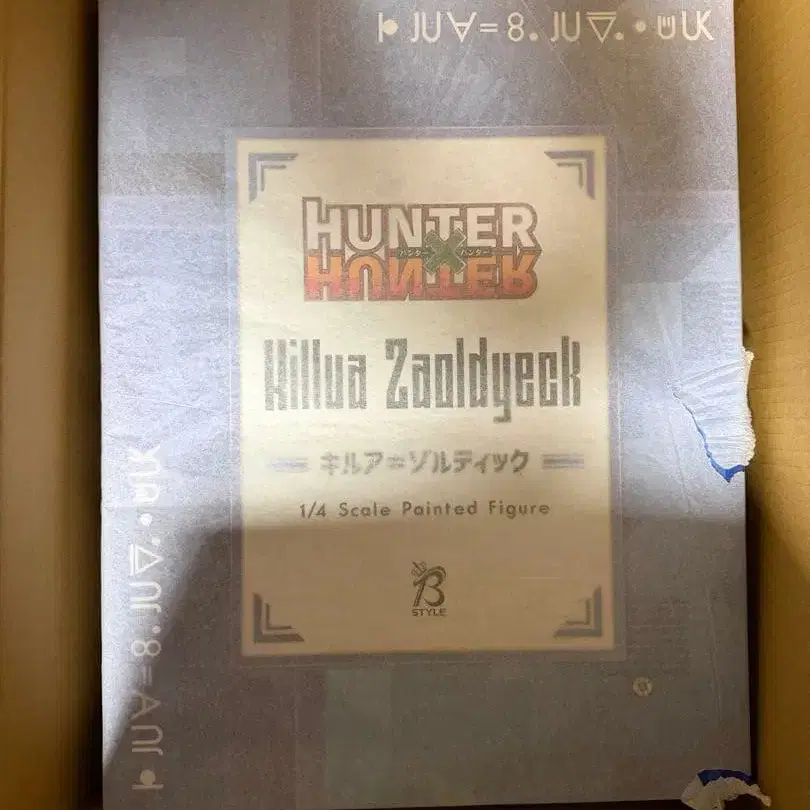 HUNTER
ハンター×ハンター
HUNTER
Killua Zaoldyeck
キルア＝ゾルディック
1/4 Scale Painted Figure
B
STYLE